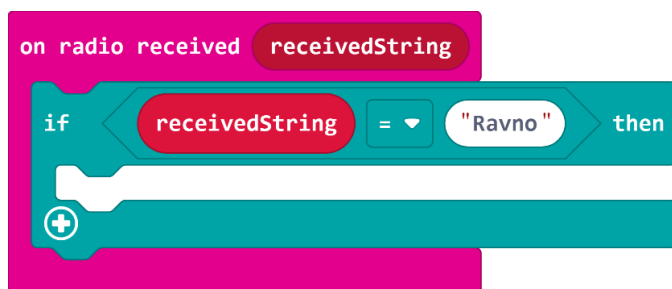 on radio received receivedString
if receivedString = "Ravno" then